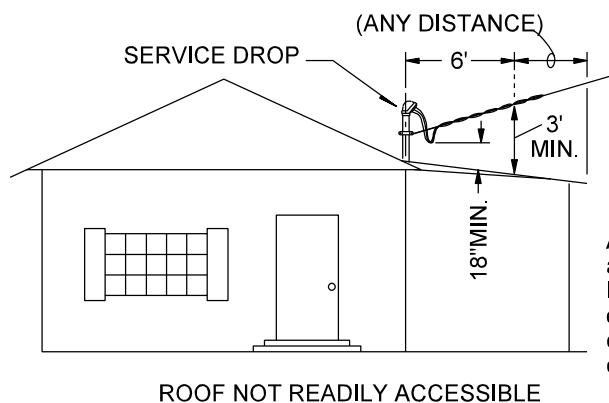 (ANY DISTANCE)
SERVICE DROP
6'
3'
MIN.
18"MIN.
ROOF NOT READILY ACCESSIBLE